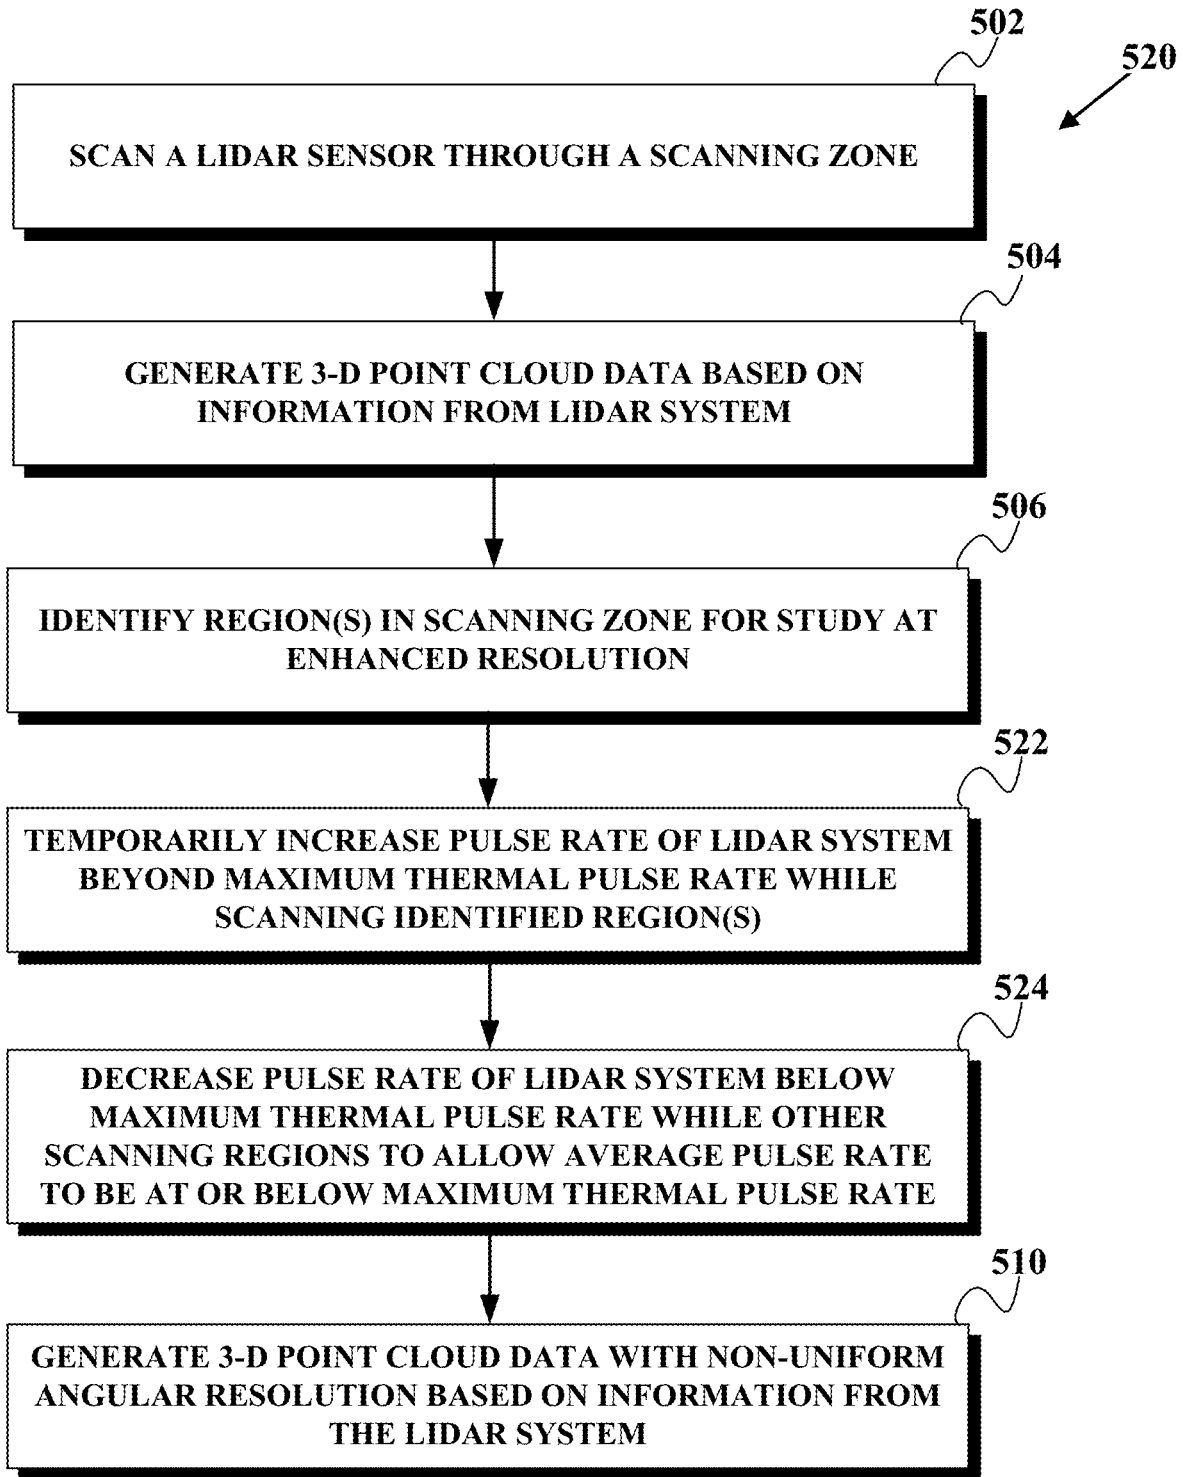 502
520
SCAN A LIDAR SENSOR THROUGH A SCANNING ZONE
504
GENERATE 3-D POINT CLOUD DATA BASED ON
INFORMATION FROM LIDAR SYSTEM
506
IDENTIFY REGION(S) IN SCANNING ZONE FOR STUDY AT
ENHANCED RESOLUTION
522
TEMPORARILY INCREASE PULSE RATE OF LIDAR SYSTEM
BEYOND MAXIMUM THERMAL PULSE RATE WHILE
SCANNING IDENTIFIED REGION(S)
524
DECREASE PULSE RATE OF LIDAR SYSTEM BELOW
MAXIMUM THERMAL PULSE RATE WHILE OTHER
SCANNING REGIONS TO ALLOW AVERAGE PULSE RATE
TO BE AT OR BELOW MAXIMUM THERMAL PULSE RATE
510
GENERATE 3-D POINT CLOUD DATA WITH NON-UNIFORM
ANGULAR RESOLUTION BASED ON INFORMATION FROM
THE LIDAR SYSTEM